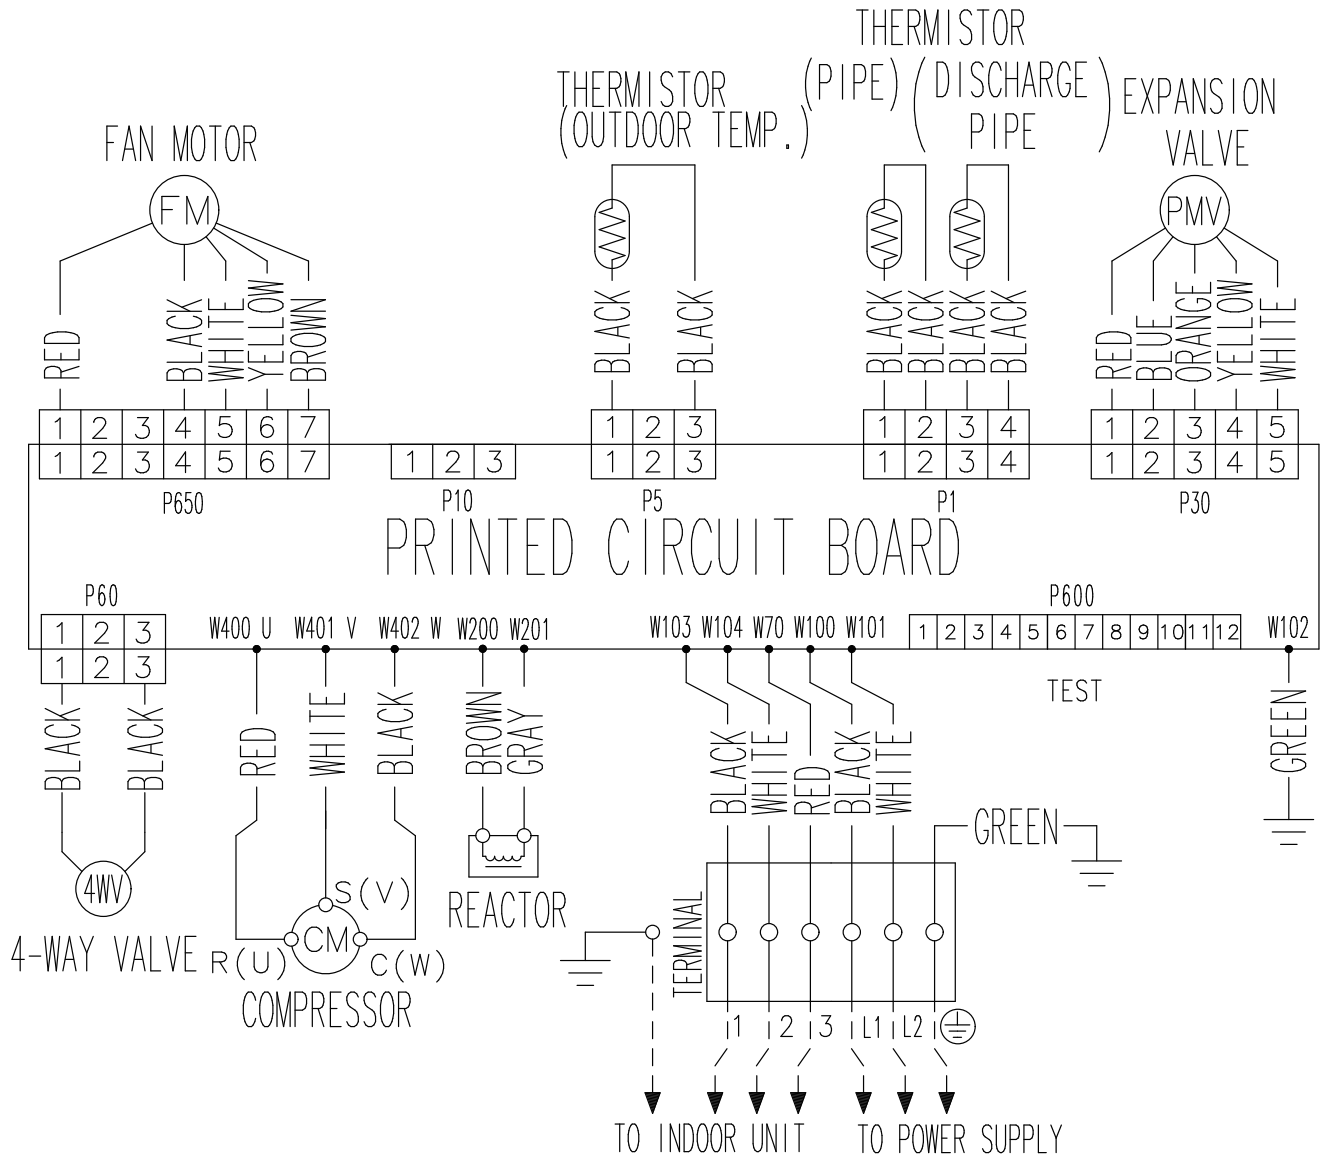 THERMISTOR
(PIPE) (DISCHARGE PIPE)
THERMISTOR
(OUTDOOR TEMP.)
EXPANSION
VALVE
FAN MOTOR
FM
PMV
RED BLACK WHITE YELLOW BROWN
BLACK BLACK
BLACK BLACK BLACK BLACK
RED BLUE ORANGE YELLOW WHITE
1 2 3 4 5 6 7
1 2 3
1 2 3 4
1 2 3 4 5
1 2 3 4 5 6 7
1 2 3
1 2 3
1 2 3 4
1 2 3 4 5
P650
P10
P5
P1
P30
PRINTED CIRCUIT BOARD
P60
P600
1 2 3
W400 U W401 V W402 W W200 W201
W103 W104 W70 W100 W101
1 2 3 4 5 6 7 8 9 10 11 12
W102
1 2 3
TEST
BLACK BLACK
RED WHITE BLACK
BROWN GRAY
BLACK WHITE RED BLACK WHITE
GREEN
GREEN
4WV
4-WAY VALVE
S(V)
CM
R(U) C(W)
COMPRESSOR
REACTOR
TERMINAL
1 2 3 L1 L2
TO INDOOR UNIT
TO POWER SUPPLY